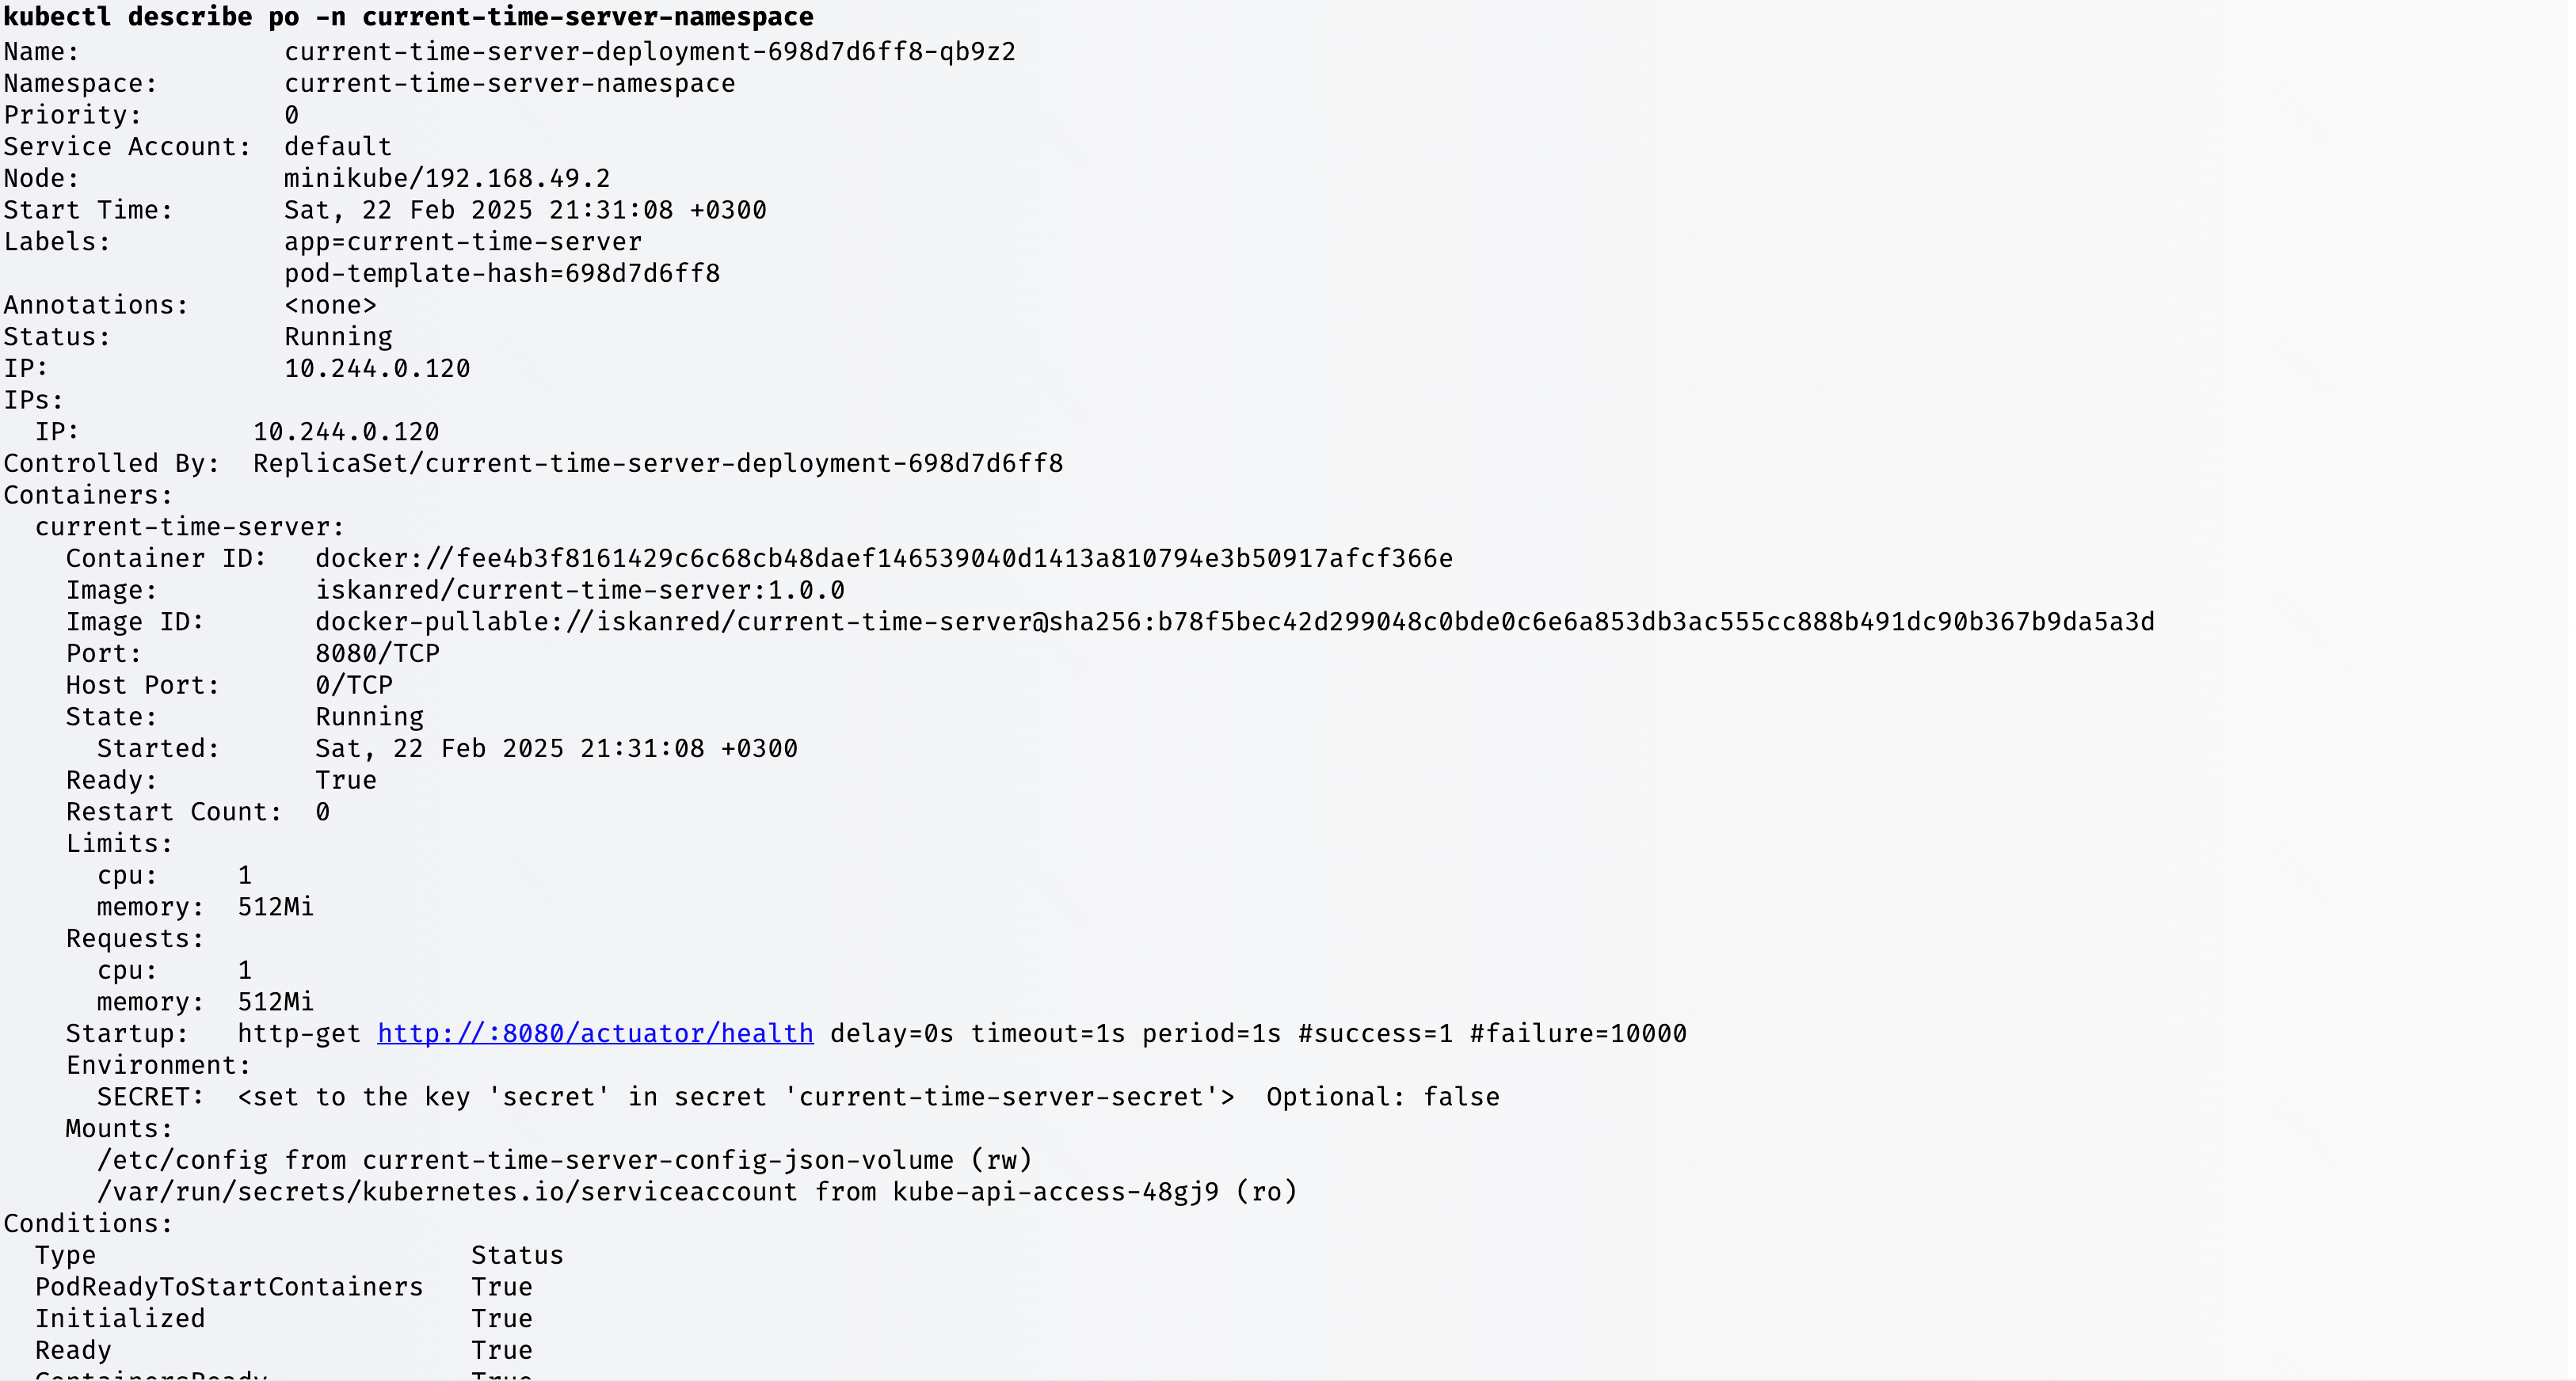 kubectl describe po -n current-time-server-namespace
Name:             current-time-server-deployment-698d7d6ff8-qb9z2
Namespace:        current-time-server-namespace
Priority:         0
Service Account:  default
Node:             minikube/192.168.49.2
Start Time:       Sat, 22 Feb 2025 21:31:08 +0300
Labels:           app=current-time-server
                  pod-template-hash=698d7d6ff8
Annotations:      <none>
Status:           Running
IP:               10.244.0.120
IPs:
  IP:           10.244.0.120
Controlled By:  ReplicaSet/current-time-server-deployment-698d7d6ff8
Containers:
  current-time-server:
    Container ID:   docker://fee4b3f8161429c6c68cb48daef146539040d1413a810794e3b50917afcf366e
    Image:          iskanred/current-time-server:1.0.0
    Image ID:       docker-pullable://iskanred/current-time-server@sha256:b78f5bec42d299048c0bde0c6e6a853db3ac555cc888b491dc90b367b9da5a3d
    Port:           8080/TCP
    Host Port:      0/TCP
    State:          Running
      Started:      Sat, 22 Feb 2025 21:31:08 +0300
    Ready:          True
    Restart Count:  0
    Limits:
      cpu:     1
      memory:  512Mi
    Requests:
      cpu:     1
      memory:  512Mi
    Startup:   http-get http://:8080/actuator/health delay=0s timeout=1s period=1s #success=1 #failure=10000
    Environment:
      SECRET:  <set to the key 'secret' in secret 'current-time-server-secret'>  Optional: false
    Mounts:
      /etc/config from current-time-server-config-json-volume (rw)
      /var/run/secrets/kubernetes.io/serviceaccount from kube-api-access-48gj9 (ro)
Conditions:
  Type                        Status
  PodReadyToStartContainers   True
  Initialized                 True
  Ready                       True
  ContainersReady             True